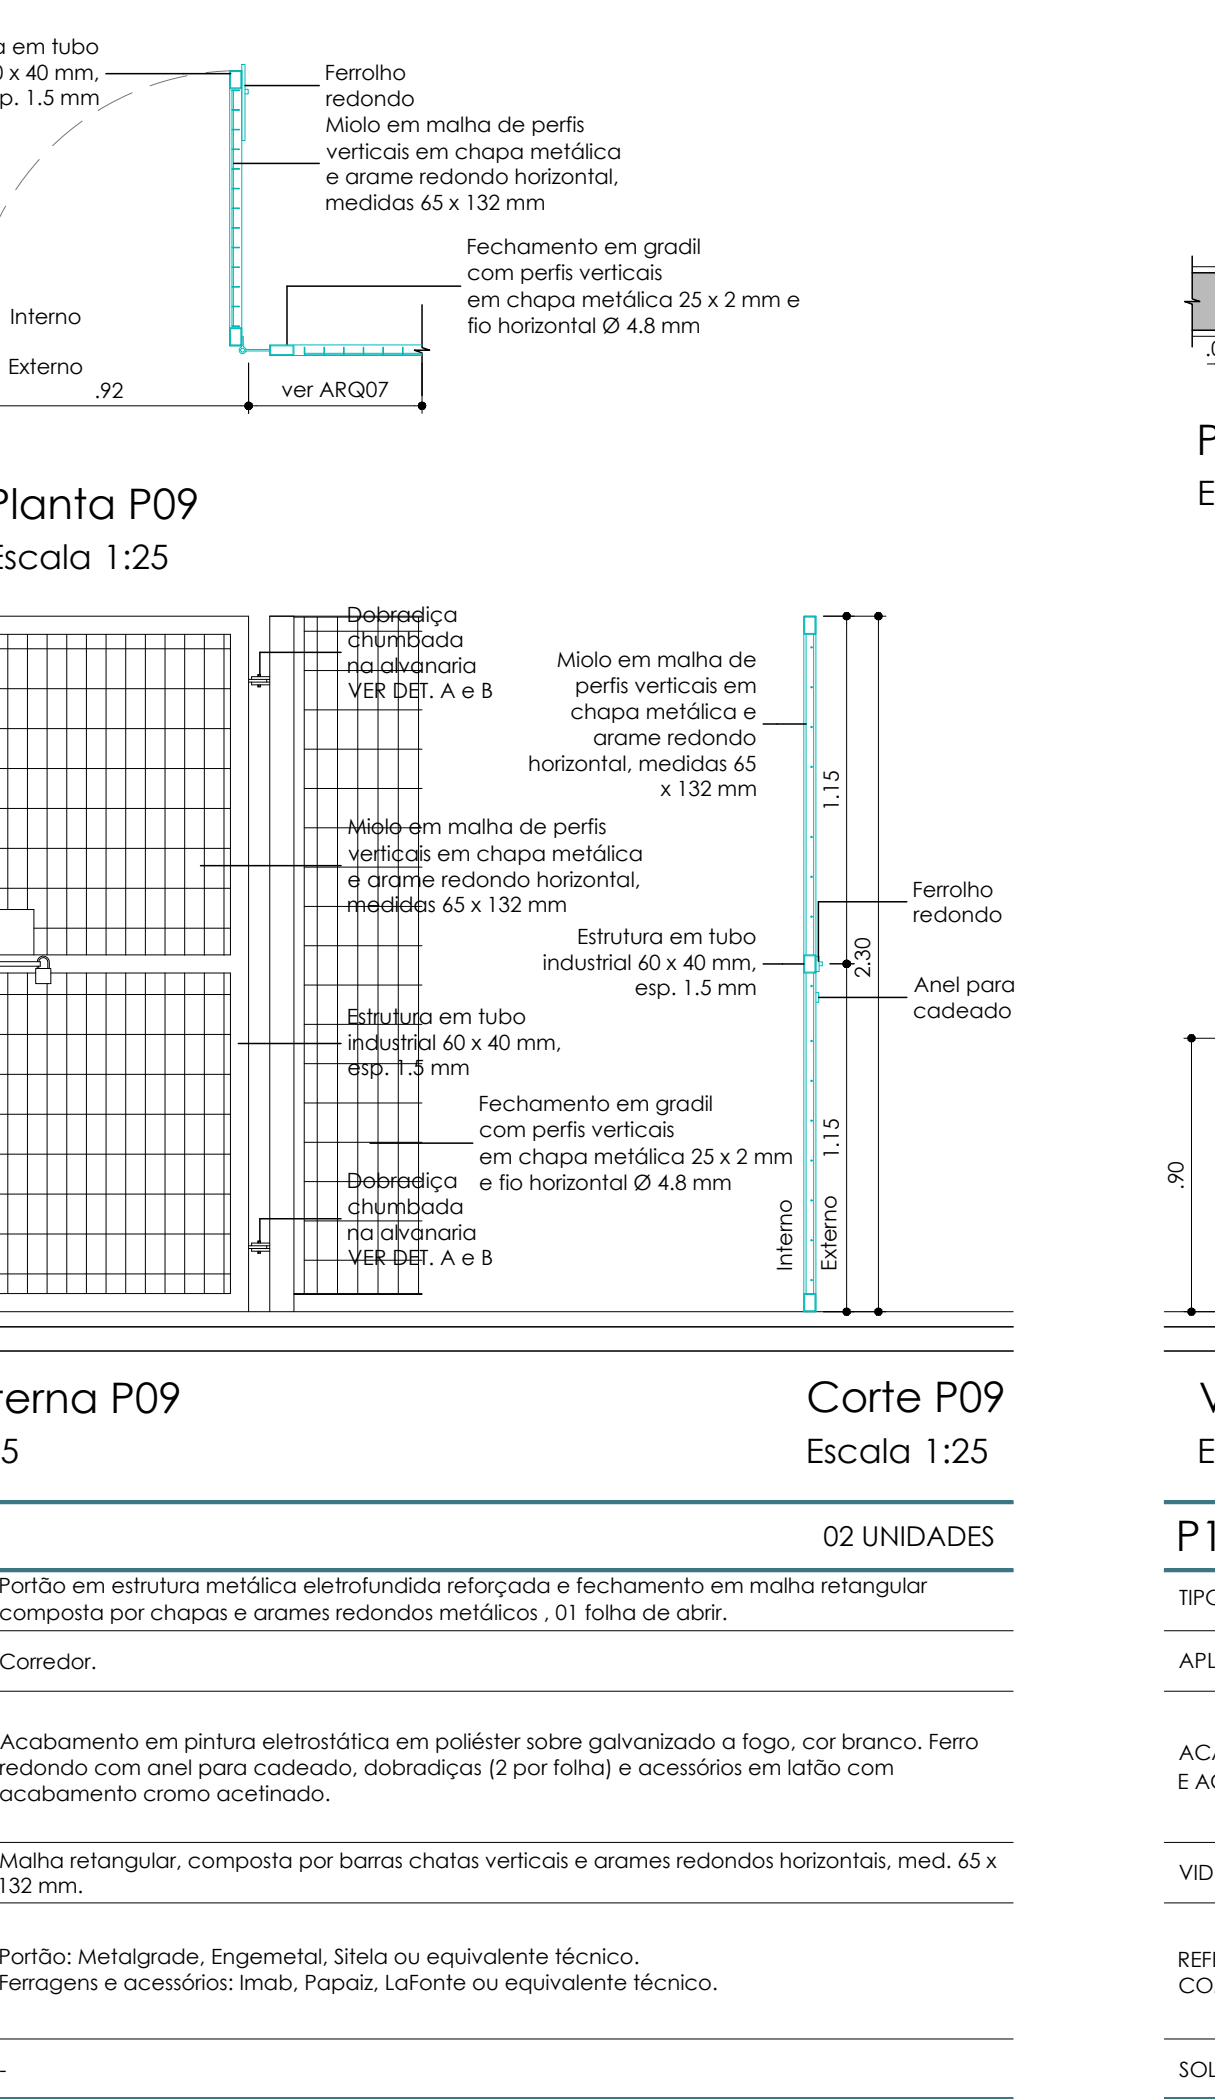 em tubo
x 40 mm,
esp. 1.5 mm
Ferrolho
redondo
Miolo em malha de perfis
verticais em chapa metálica
e arame redondo horizontal,
medidas 65 x 132 mm
Fechamento em gradil
com perfis verticais
em chapa metálica 25 x 2 mm e
fio horizontal Ø 4.8 mm
Interno
Externo
.92
ver ARQ07
Planta P09
Escala 1:25
Dobradiça
chumbada
na alvanaria
VER DET. A e B
Miolo em malha de
perfis verticais em
chapa metálica e
arame redondo
horizontal, medidas 65
x 132 mm
1.15
Miolo em malha de perfis
verticais em chapa metálica
e arame redondo horizontal,
medidas 65 x 132 mm
Ferrolho
redondo
Estrutura em tubo
industrial 60 x 40 mm,
esp. 1.5 mm
2.30
Anel para
cadeado
Estrutura em tubo
industrial 60 x 40 mm,
esp. 1.5 mm
Fechamento em gradil
com perfis verticais
em chapa metálica 25 x 2 mm
e fio horizontal Ø 4.8 mm
1.15
Dobradiça
chumbada
na alvanaria
VER DET. A e B
Interno
Externo
.90
terna P09
5
Corte P09
Escala 1:25
V
E
P
E
02 UNIDADES
P1
Portão em estrutura metálica eletrofundida reforçada e fechamento em malha retangular
composta por chapas e arames redondos metálicos , 01 folha de abrir.
TIPO
Corredor.
APL
Acabamento em pintura eletrostática em poliéster sobre galvanizado a fogo, cor branco. Ferro
redondo com anel para cadeado, dobradiças (2 por folha) e acessórios em latão com
acabamento cromo acetinado.
ACA
E AC
Malha retangular, composta por barras chatas verticais e arames redondos horizontais, med. 65 x
132 mm.
VID
Portão: Metalgrade, Engemetal, Sitela ou equivalente técnico.
Ferragens e acessórios: Imab, Papaiz, LaFonte ou equivalente técnico.
REF
CO
-
SOL